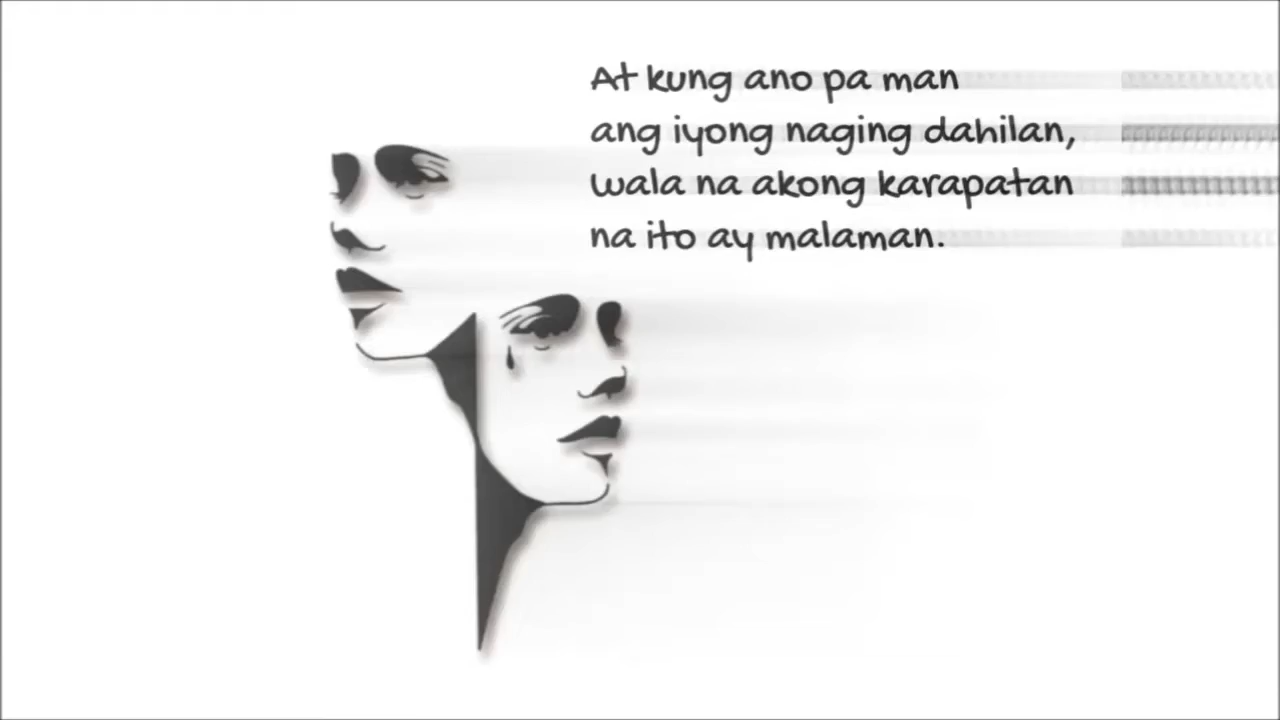 At kung ano pa man
ang iyong naging dahilan,
wala na akong karapatan
na ito ay malaman.